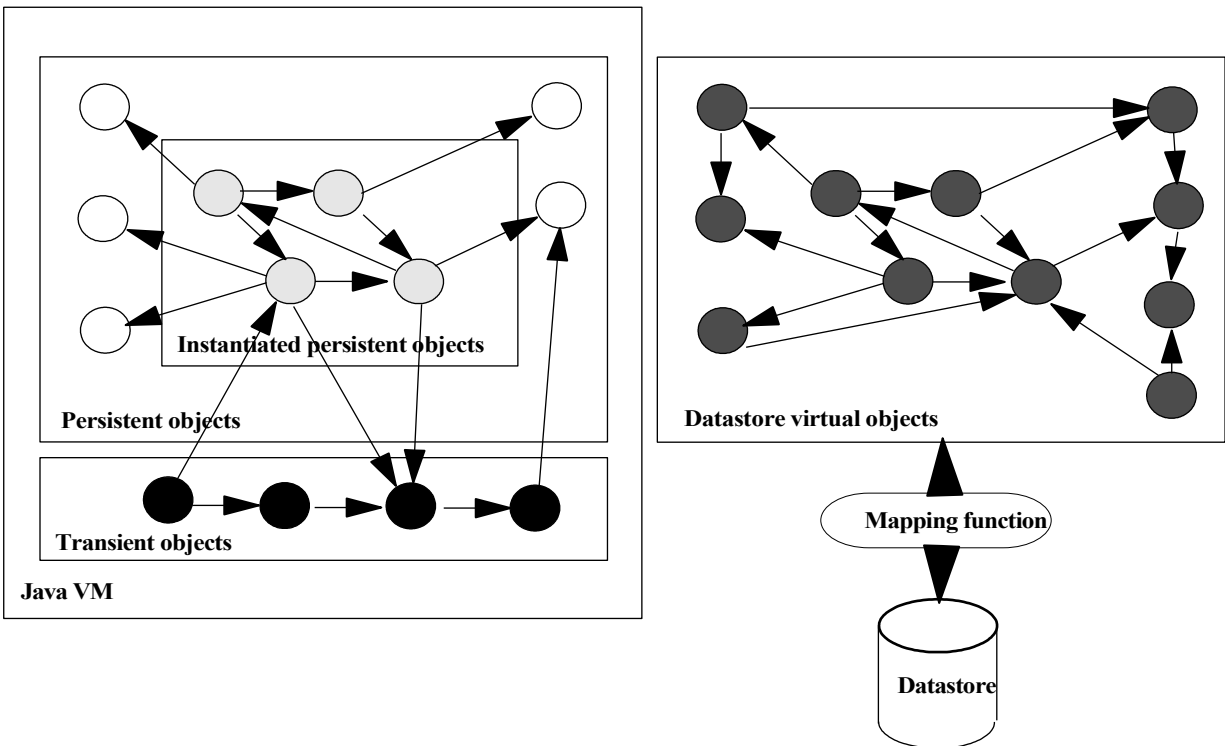 Instantiated persistent objects
Persistent objects
Transient objects
Java VM
Datastore virtual objects
Mapping function
Datastore